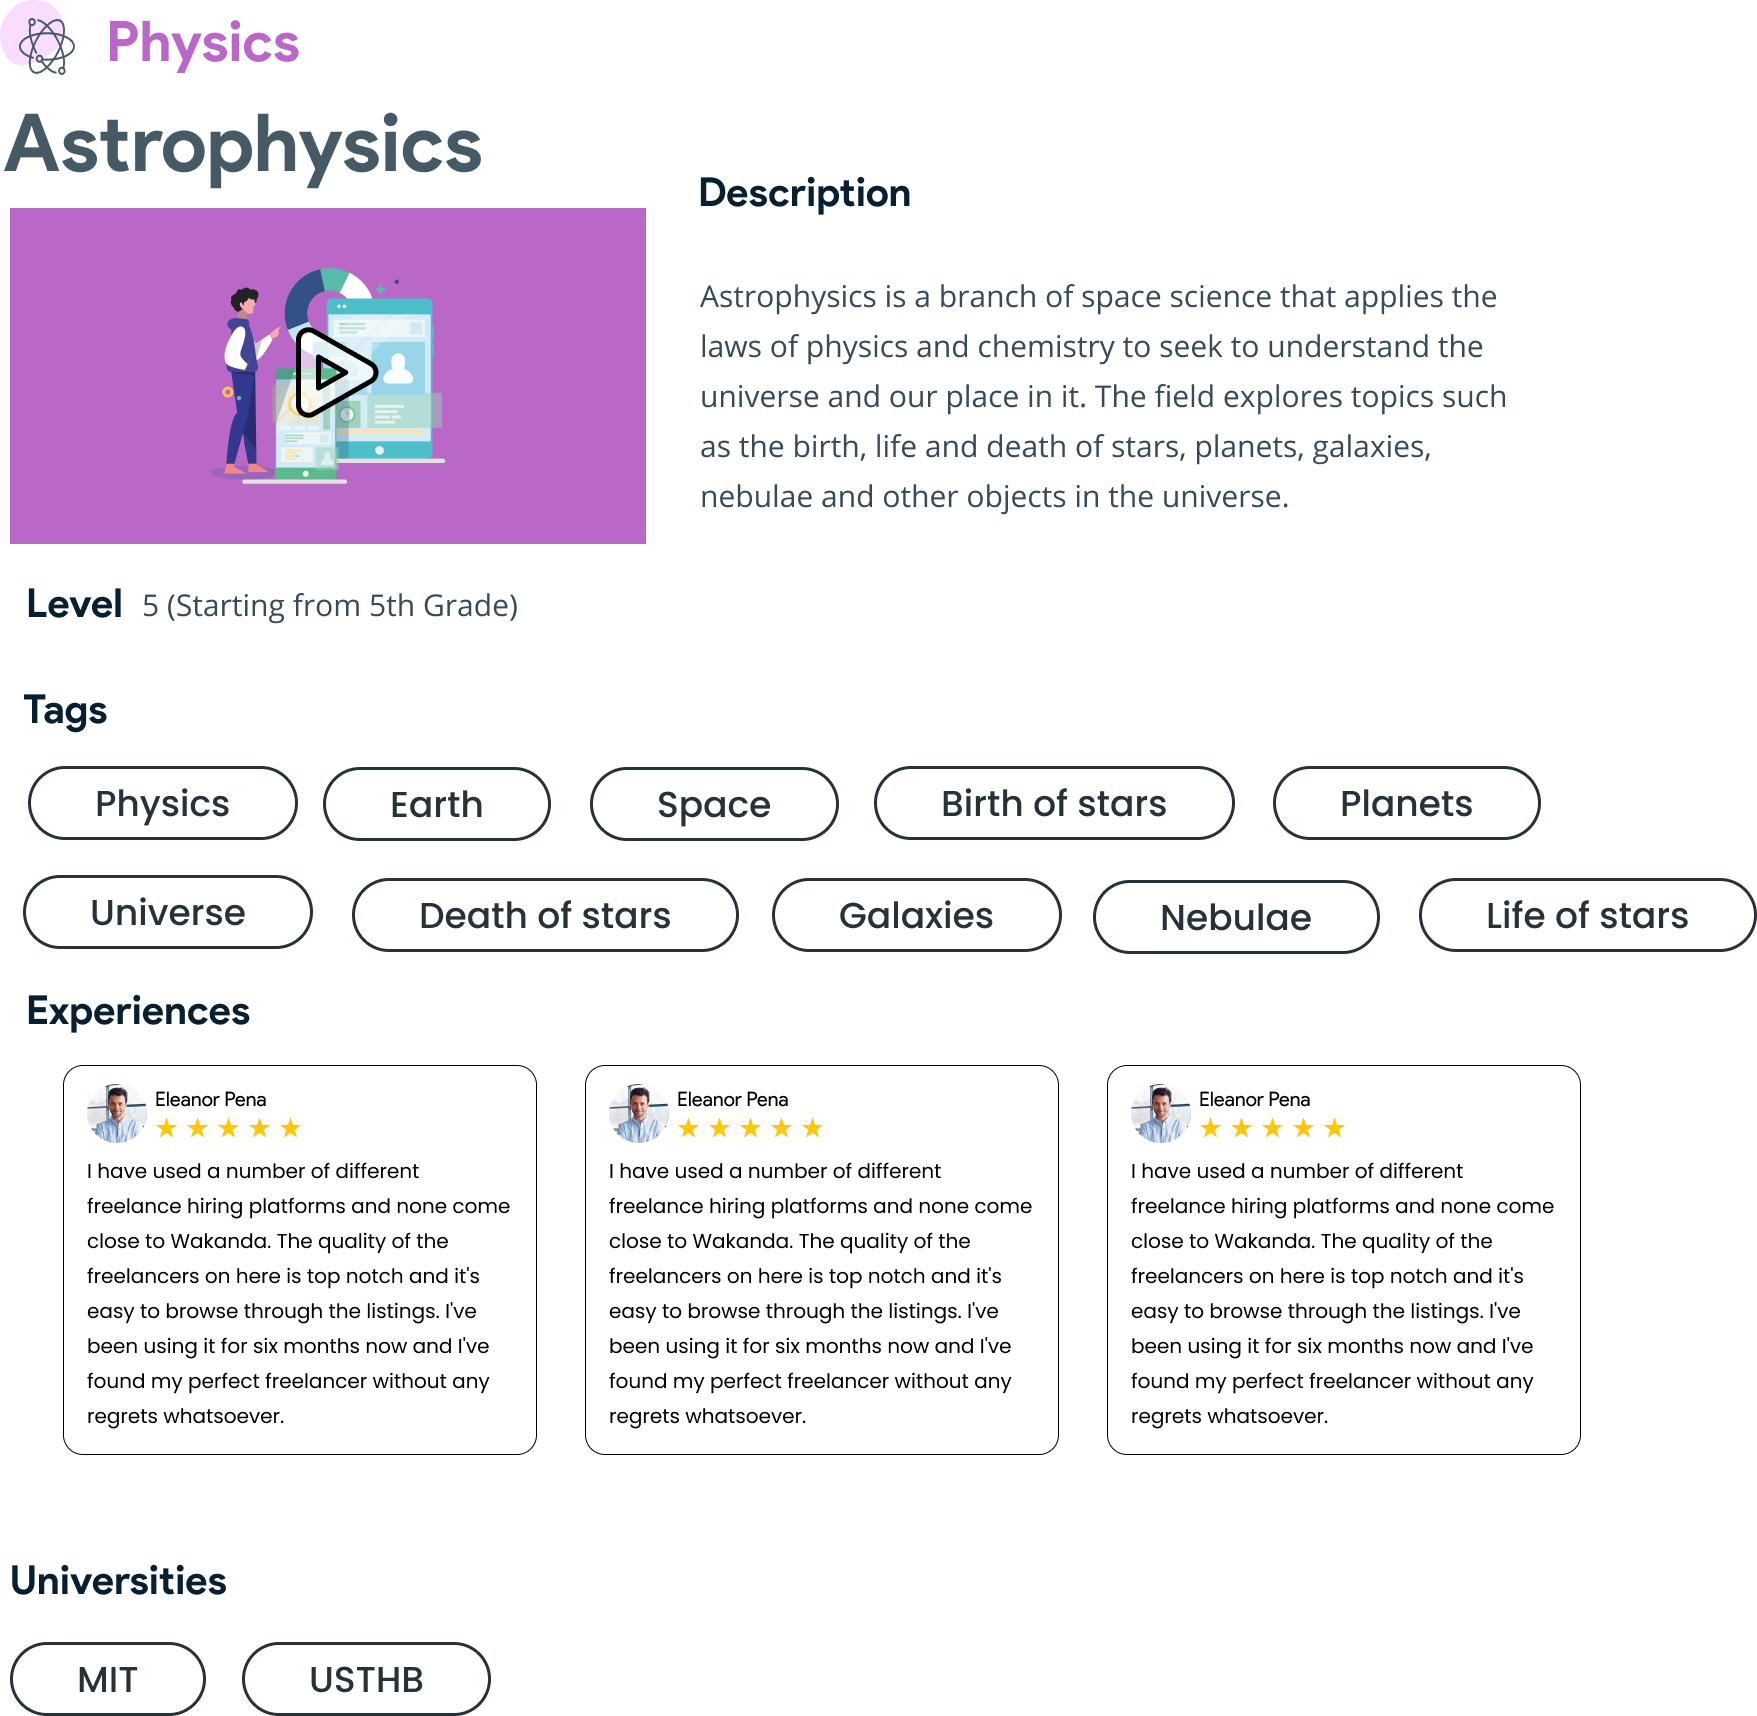 Physics
Astrophysics
Description
Astrophysics is a branch of space science that applies the
laws of physics and chemistry to seek to understand the
universe and our place in it. The field explores topics such
as the birth, life and death of stars, planets, galaxies,
nebulae and other objects in the universe.
Level 5 (Starting from 5th Grade)
Tags
Physics Earth Space Birth of stars Planets
Universe Death of stars Galaxies Nebulae Life of stars
Experiences
Eleanor Pena
I have used a number of different
freelance hiring platforms and none come
close to Wakanda. The quality of the
freelancers on here is top notch and it's
easy to browse through the listings. I've
been using it for six months now and I've
found my perfect freelancer without any
regrets whatsoever.
Eleanor Pena
I have used a number of different
freelance hiring platforms and none come
close to Wakanda. The quality of the
freelancers on here is top notch and it's
easy to browse through the listings. I've
been using it for six months now and I've
found my perfect freelancer without any
regrets whatsoever.
Eleanor Pena
I have used a number of different
freelance hiring platforms and none come
close to Wakanda. The quality of the
freelancers on here is top notch and it's
easy to browse through the listings. I've
been using it for six months now and I've
found my perfect freelancer without any
regrets whatsoever.
Universities
MIT USTHB